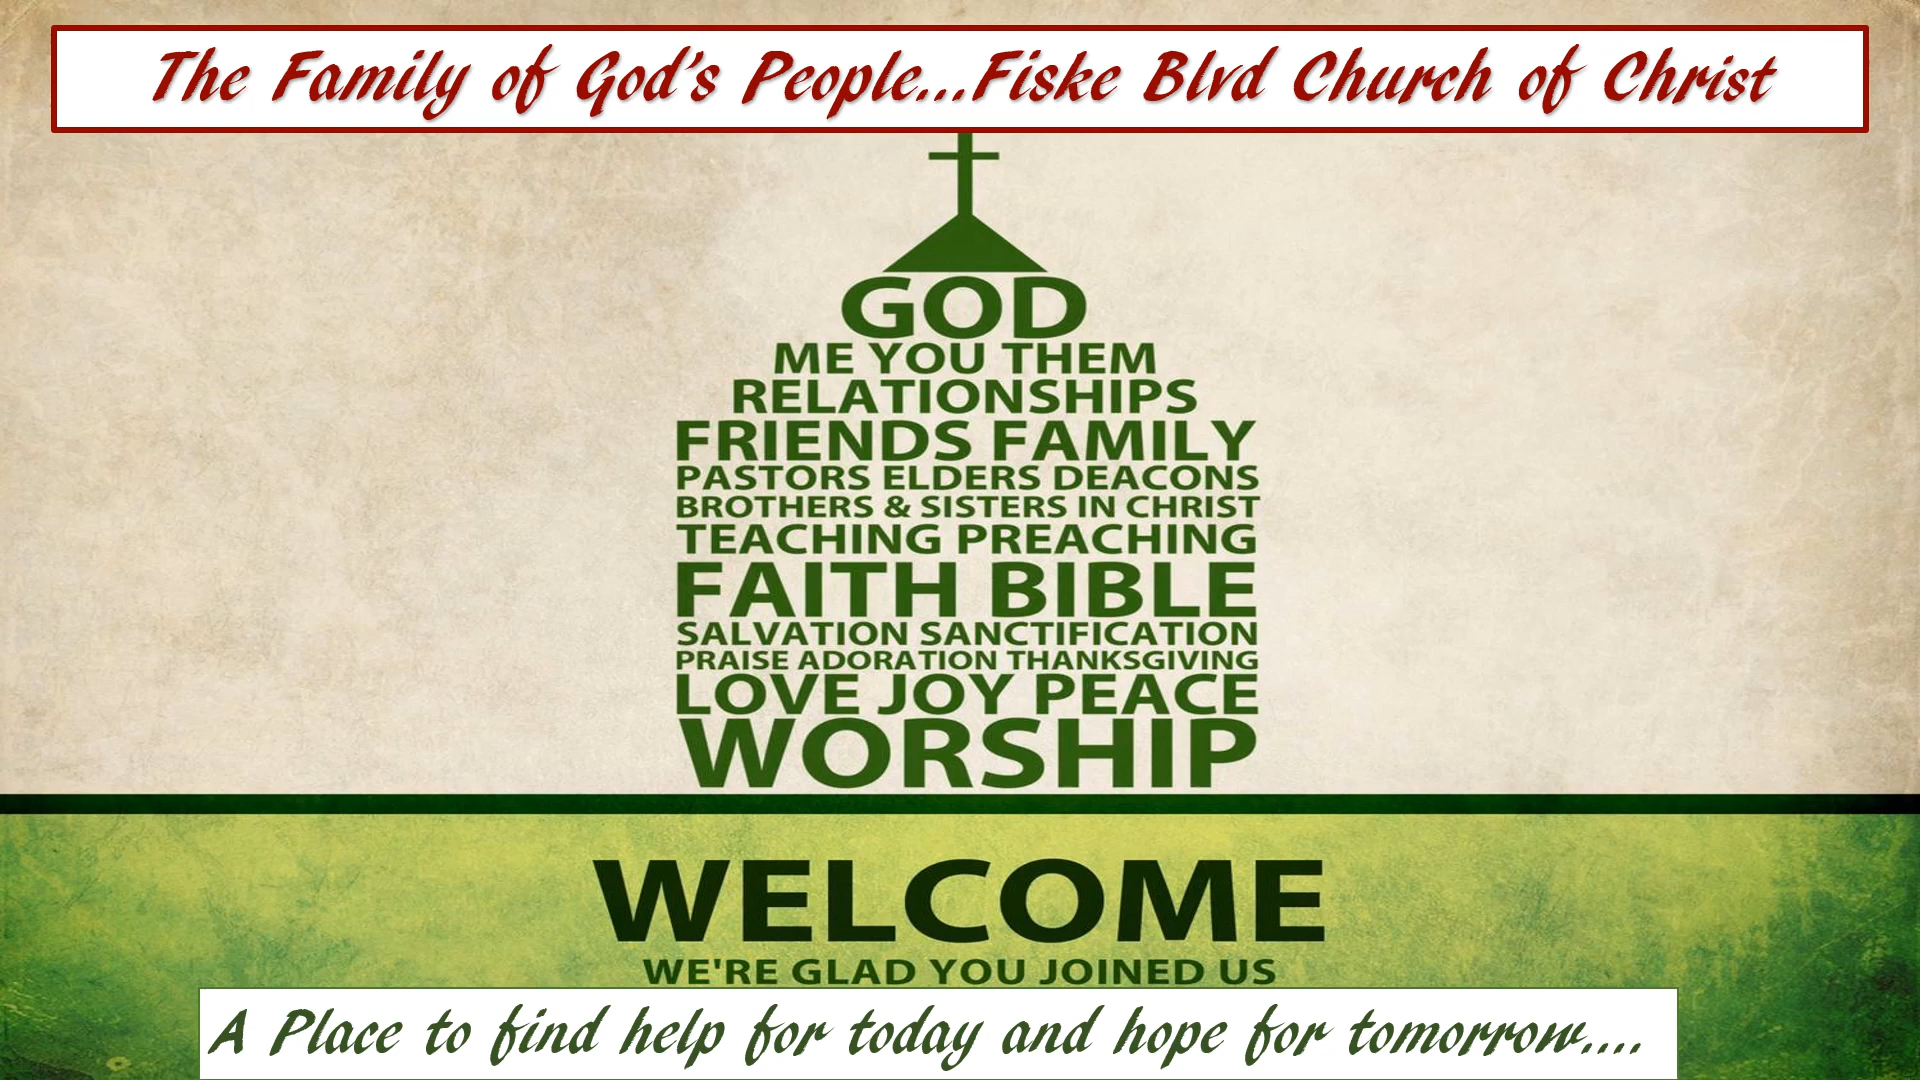 The Family of God's People...Fiske Blvd Church of Christ
GOD
ME YOU THEM
RELATIONSHIPS
FRIENDS FAMILY
PASTORS ELDERS DEACONS
BROTHERS & SISTERS IN CHRIST
TEACHING PREACHING
FAITH BIBLE
SALVATION SANCTIFICATION
PRAISE ADORATION THANKSGIVING
LOVE JOY PEACE
WORSHIP
WELCOME
WE'RE GLAD YOU JOINED US
A Place to find help for today and hope for tomorrow....